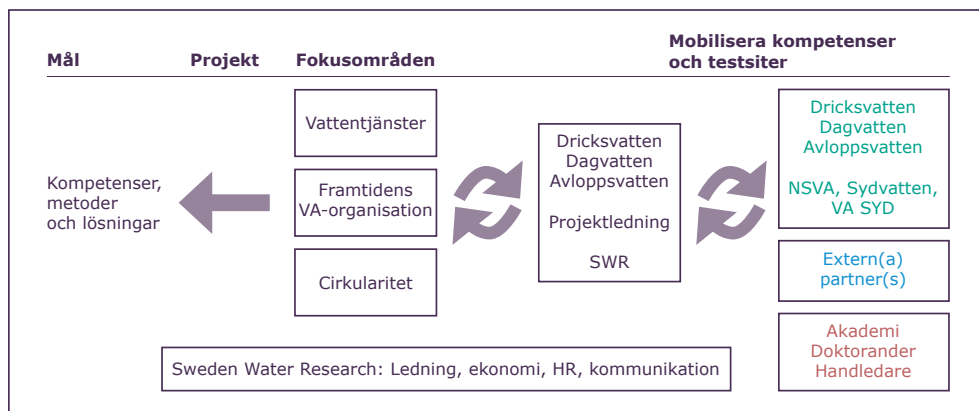 Mål
Projekt
Fokusområden
Mobilisera kompetenser
och testsiter
Kompetenser,
metoder
och lösningar
Vattentjänster
Framtidens
VA-organisation
Cirkularitet
Dricksvatten
Dagvatten
Avloppsvatten
Projektledning
SWR
Dricksvatten
Dagvatten
Avloppsvatten
NSVA, Sydvatten,
VA SYD
Extern(a)
partner(s)
Akademi
Doktorander
Handledare
Sweden Water Research: Ledning, ekonomi, HR, kommunikation